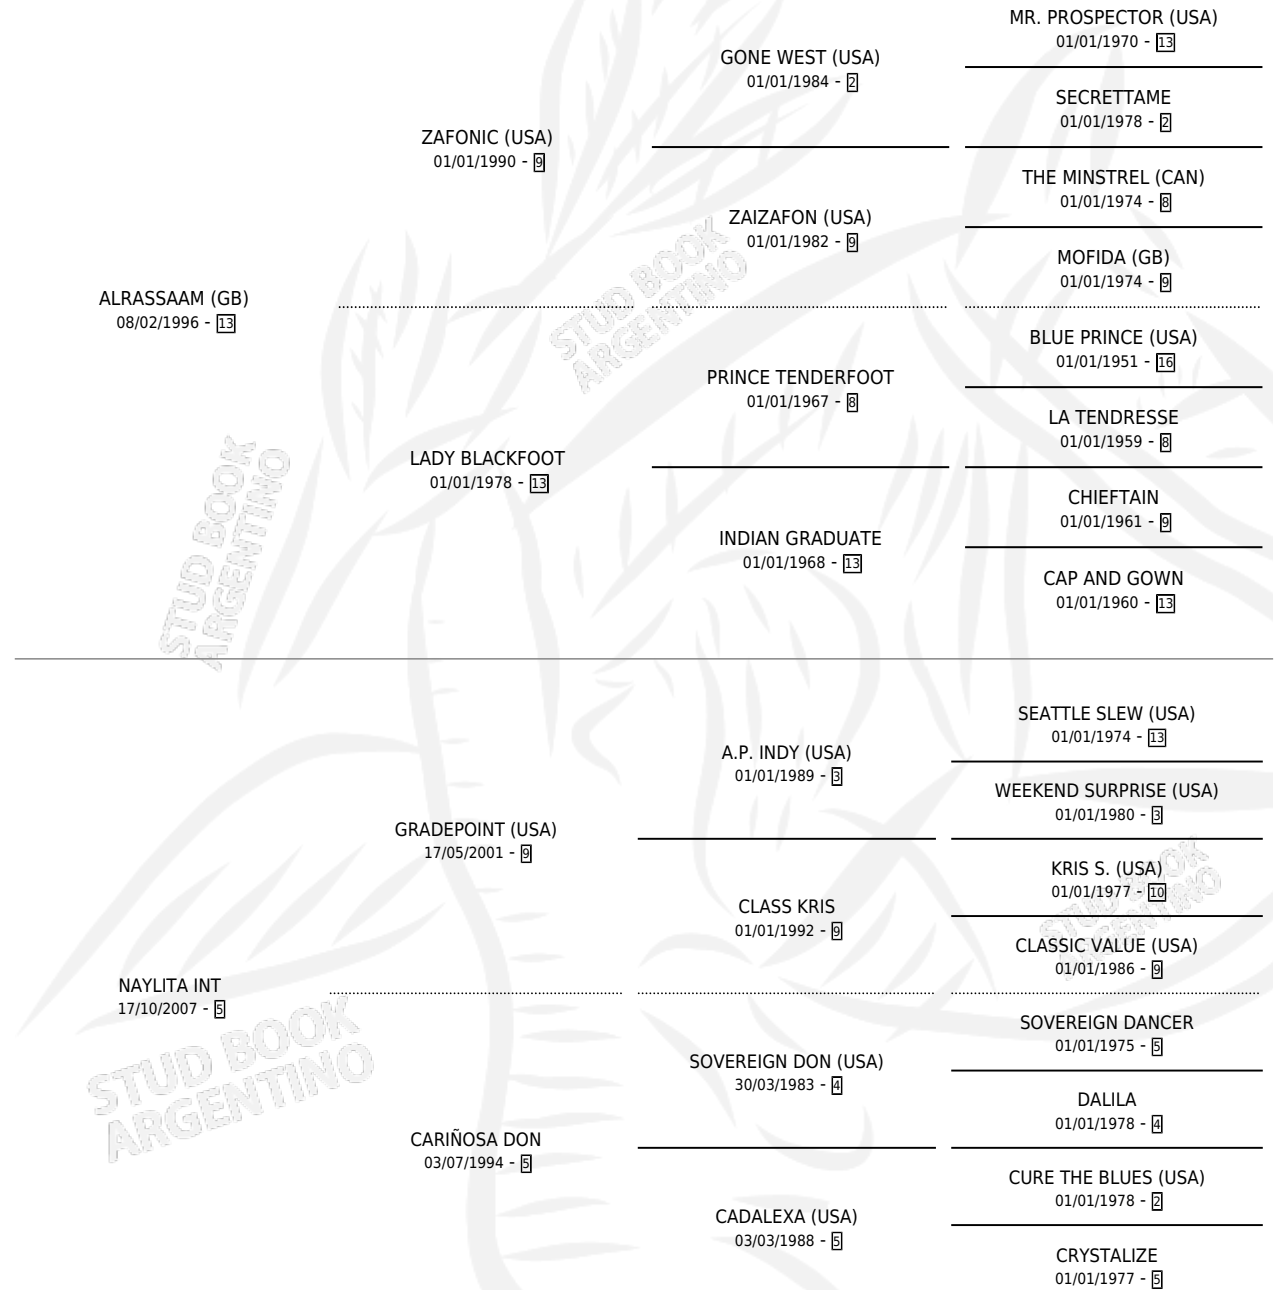 MR. PROSPECTOR (USA)
01/01/1970 - 13
GONE WEST (USA)
01/01/1984 - 2
SECRETTAME
01/01/1978 - 2
ZAFONIC (USA)
01/01/1990 - 9
THE MINSTREL (CAN)
01/01/1974 - 8
ZAIZAFON (USA)
01/01/1982 - 9
MOFIDA (GB)
01/01/1974 - 9
ALRASSAAM (GB)
08/02/1996 - 13
BLUE PRINCE (USA)
01/01/1951 - 16
PRINCE TENDERFOOT
01/01/1967 - 8
LA TENDRESSE
01/01/1959 - 8
LADY BLACKFOOT
01/01/1978 - 13
CHIEFTAIN
01/01/1961 - 9
INDIAN GRADUATE
01/01/1968 - 13
CAP AND GOWN
01/01/1960 - 13
SEATTLE SLEW (USA)
01/01/1974 - 13
A.P. INDY (USA)
01/01/1989 - 3
WEEKEND SURPRISE (USA)
01/01/1980 - 3
GRADEPOINT (USA)
17/05/2001 - 9
KRIS S. (USA)
01/01/1977 - 10
CLASS KRIS
01/01/1992 - 9
CLASSIC VALUE (USA)
01/01/1986 - 9
NAYLITA INT
17/10/2007 - 5
SOVEREIGN DANCER
01/01/1975 - 5
SOVEREIGN DON (USA)
30/03/1983 - 4
DALILA
01/01/1978 - 4
CARIÑOSA DON
03/07/1994 - 5
CURE THE BLUES (USA)
01/01/1978 - 2
CADALEXA (USA)
03/03/1988 - 5
CRYSTALIZE
01/01/1977 - 5
STUD BOOK
ARGENTINO
STUD BOOK
ARGENTINO
STUD BOOK
ARGENTINO
STUD BOOK
ARGENTINO